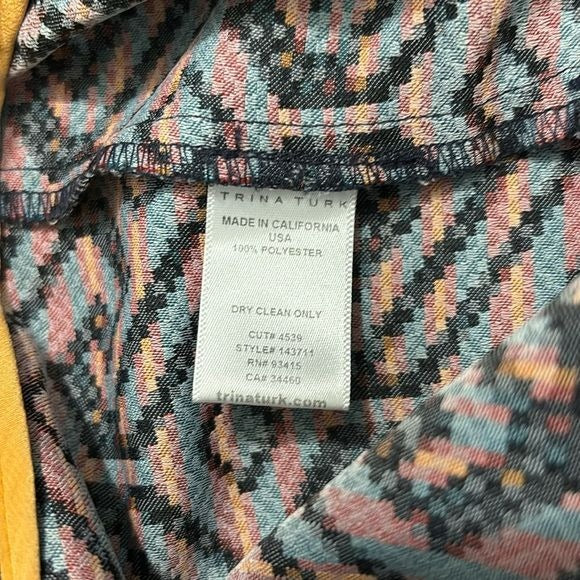 TRINA TURK
MADE IN CALIFORNIA
USA
100% POLYESTER
DRY CLEAN ONLY
CUT# 4539
STYLE# 143711
RN# 93415
CA# 34460
trinaturk.com